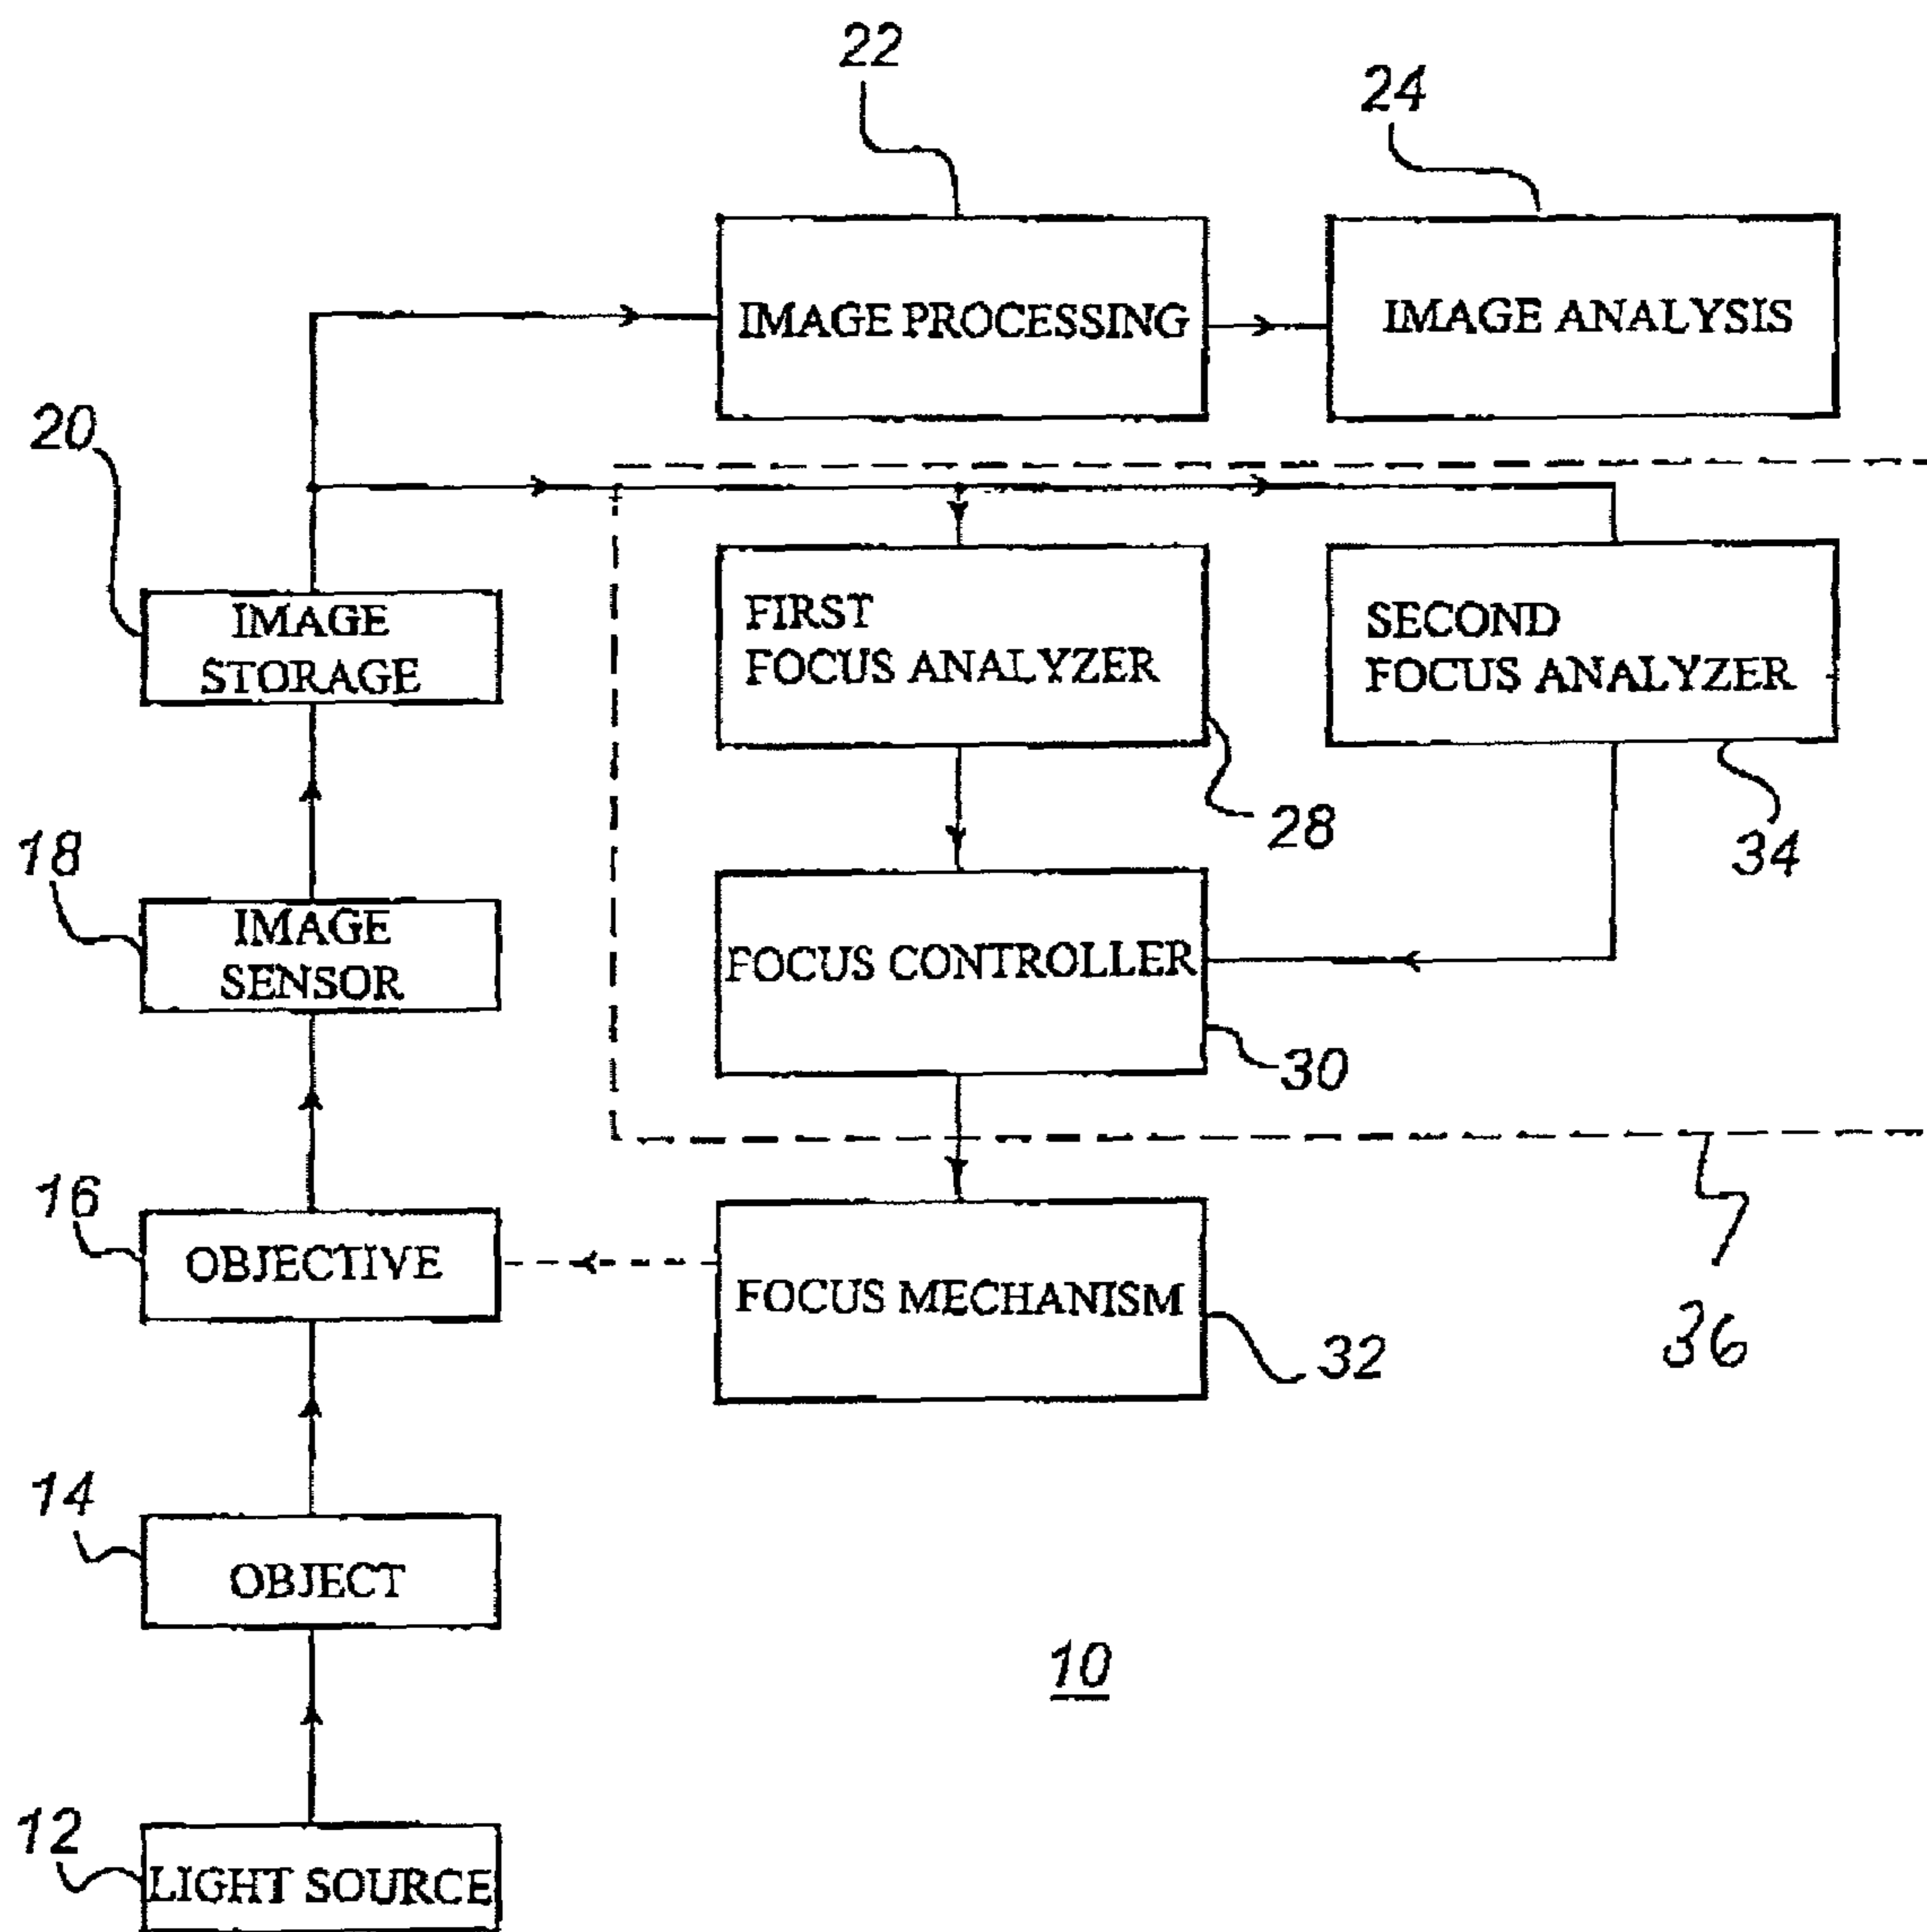 22
24
IMAGE PROCESSING
IMAGE ANALYSIS
20
IMAGE
STORAGE
FIRST
FOCUS ANALYZER
SECOND
FOCUS ANALYZER
28
34
18
IMAGE
SENSOR
FOCUS CONTROLLER
30
16
OBJECTIVE
FOCUS MECHANISM
32
36
14
OBJECT
10
12
LIGHT SOURCE